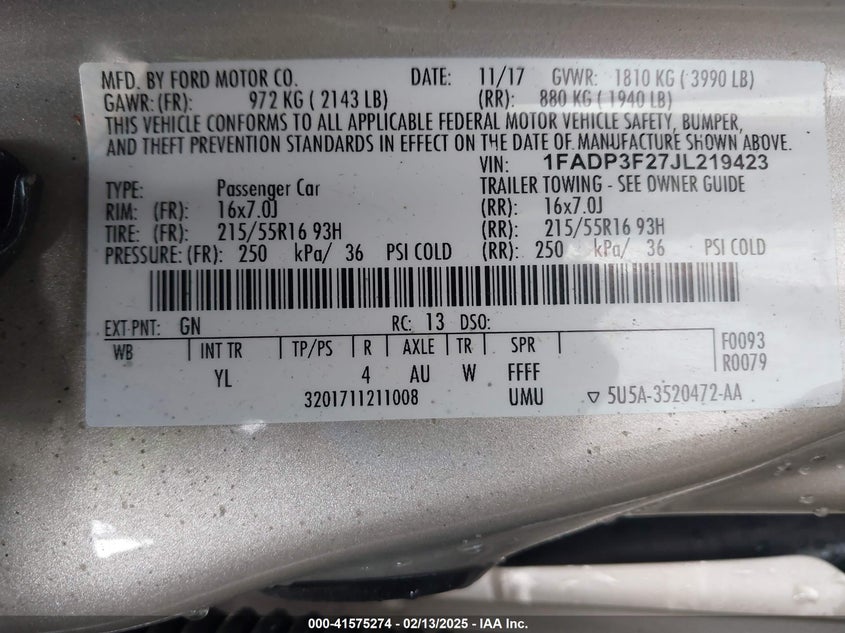 MFD. BY FORD MOTOR CO. DATE: 11/17 GVWR: 1810 KG ( 3990 LB)
GAWR: (FR): 972 KG ( 2143 LB) (RR): 880 KG ( 1940 LB)
THIS VEHICLE CONFORMS TO ALL APPLICABLE FEDERAL MOTOR VEHICLE SAFETY, BUMPER,
AND THEFT PREVENTION STANDARDS IN EFFECT ON THE DATE OF MANUFACTURE SHOWN ABOVE.
VIN: 1FADP3F27JL219423
TYPE: Passenger Car TRAILER TOWING - SEE OWNER GUIDE
RIM: (FR): 16x7.0J (RR): 16x7.0J
TIRE: (FR): 215/55R16 93H (RR): 215/55R16 93H
PRESSURE: (FR): 250 kPa/ 36 PSI COLD (RR): 250 kPa/ 36 PSI COLD
EXT PNT: GN RC: 13 DSO:
WB INT TR TP/PS R AXLE TR SPR F0093
R0079
YL 4 AU W FFFF
3201711211008 UMU ▽ 5U5A-3520472-AA
000-41575274 - 02/13/2025 - IAA Inc.